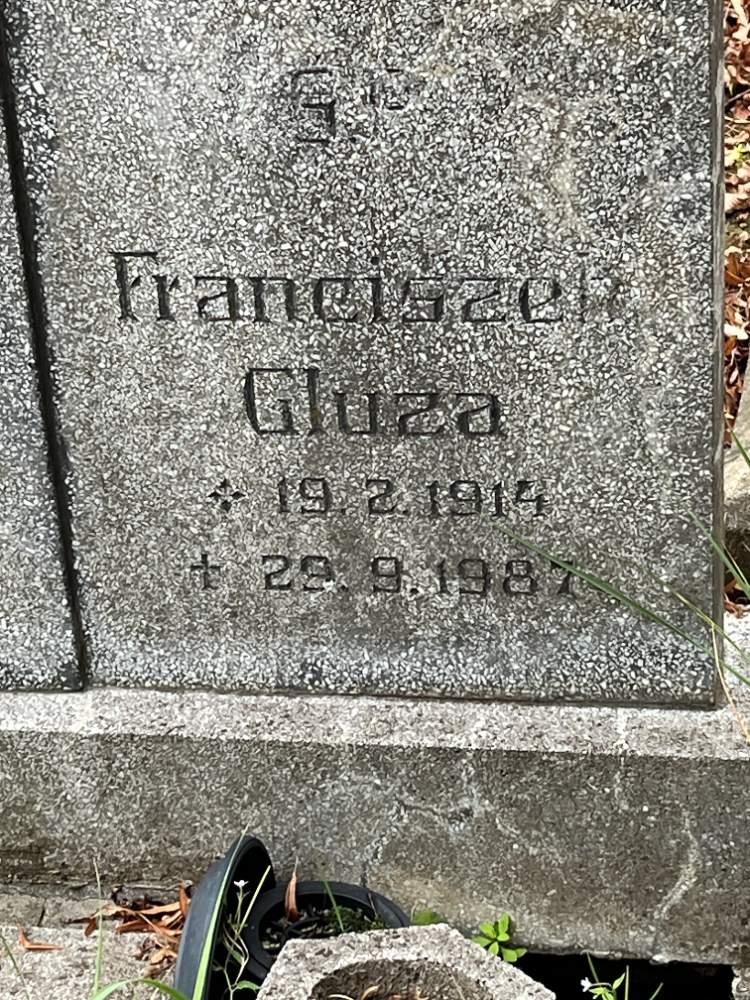 Ś.P.
Franciszek
Gluza
* 19. 2. 1914
+ 29. 9. 1987